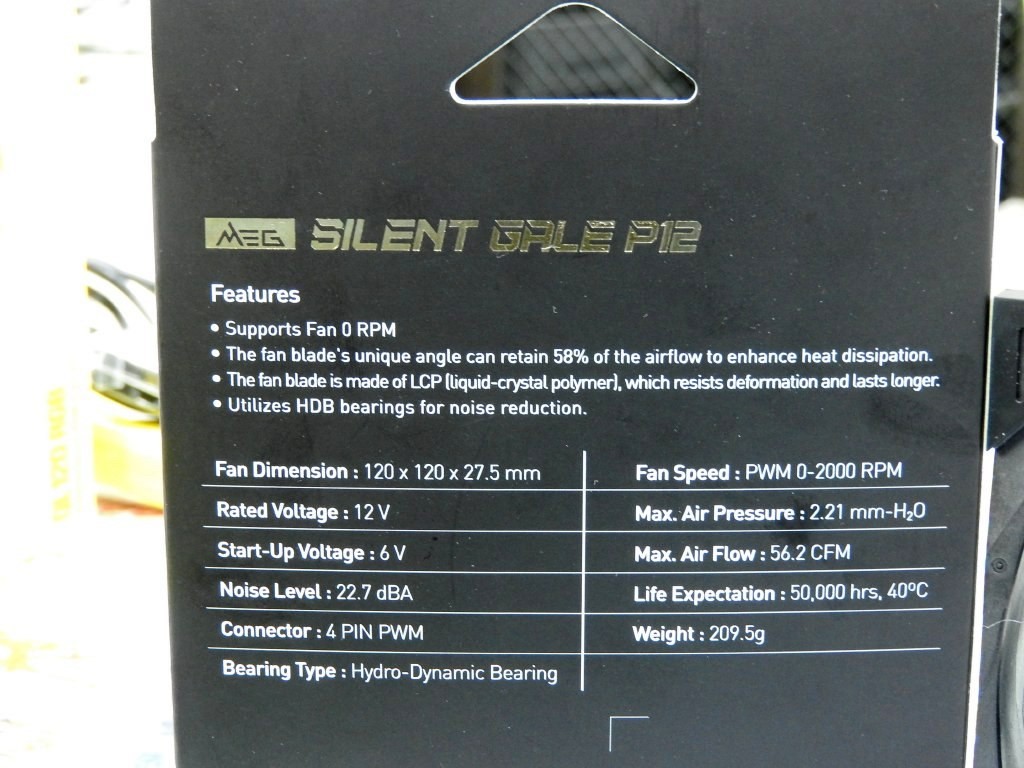 MEG SILENT GALE P12
Features
• Supports Fan 0 RPM
• The fan blade's unique angle can retain 58% of the airflow to enhance heat dissipation.
• The fan blade is made of LCP (liquid-crystal polymer), which resists deformation and lasts longer.
• Utilizes HDB bearings for noise reduction.
Fan Dimension : 120 x 120 x 27.5 mm
Rated Voltage : 12 V
Start-Up Voltage : 6 V
Noise Level : 22.7 dBA
Connector : 4 PIN PWM
Bearing Type : Hydro-Dynamic Bearing
Fan Speed : PWM 0-2000 RPM
Max. Air Pressure : 2.21 mm-H₂O
Max. Air Flow : 56.2 CFM
Life Expectation : 50,000 hrs, 40ºC
Weight : 209.5g